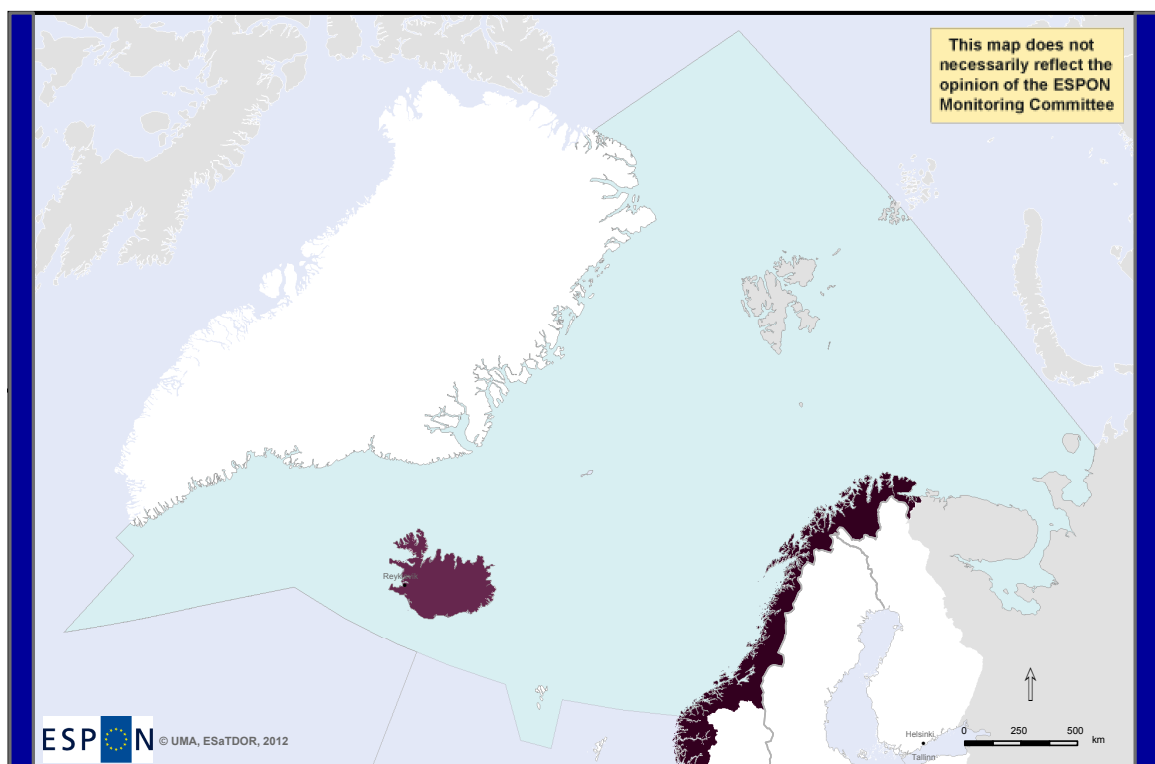 This map does not
necessarily reflect the
opinion of the ESPON
Monitoring Committee
Reykjavik
Helsinki
Tallinn
0 250 500
km
ESPON © UMA, ESaTDOR, 2012